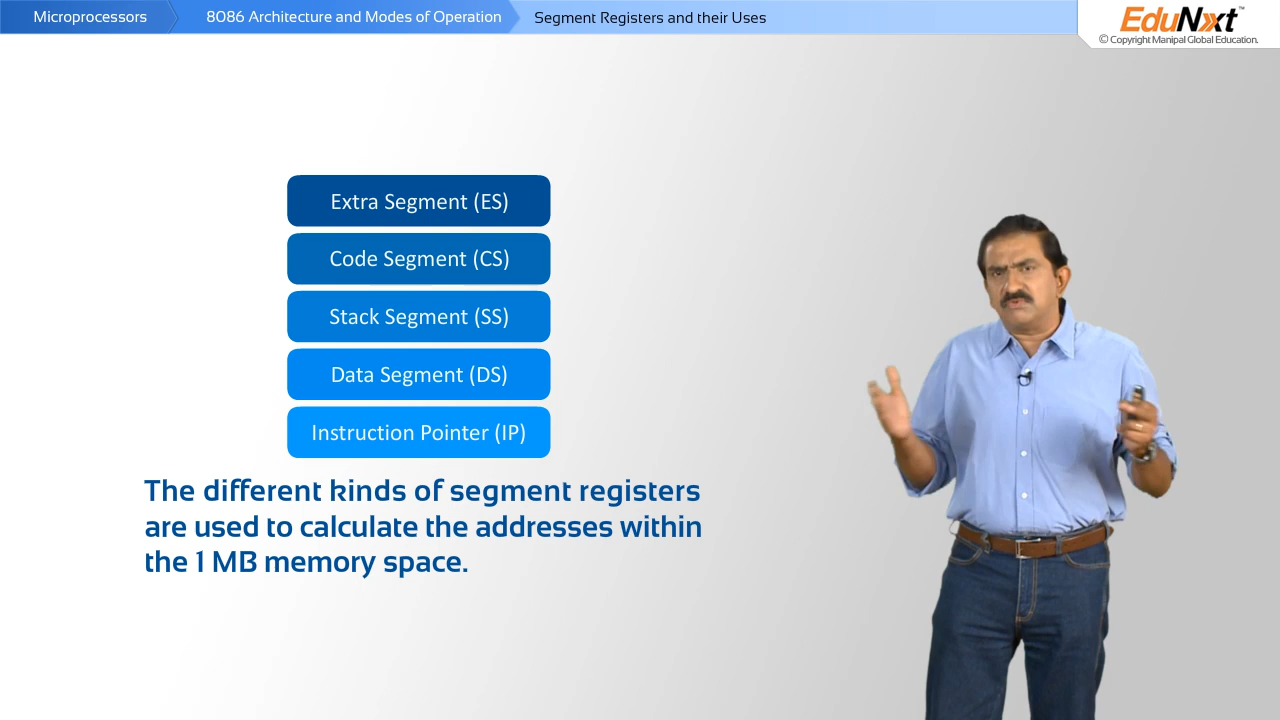 Microprocessors
8086 Architecture and Modes of Operation
Segment Registers and their Uses
EduNxt™
© Copyright Manipal Global Education.
Extra Segment (ES)
Code Segment (CS)
Stack Segment (SS)
Data Segment (DS)
Instruction Pointer (IP)
The different kinds of segment registers
are used to calculate the addresses within
the 1 MB memory space.